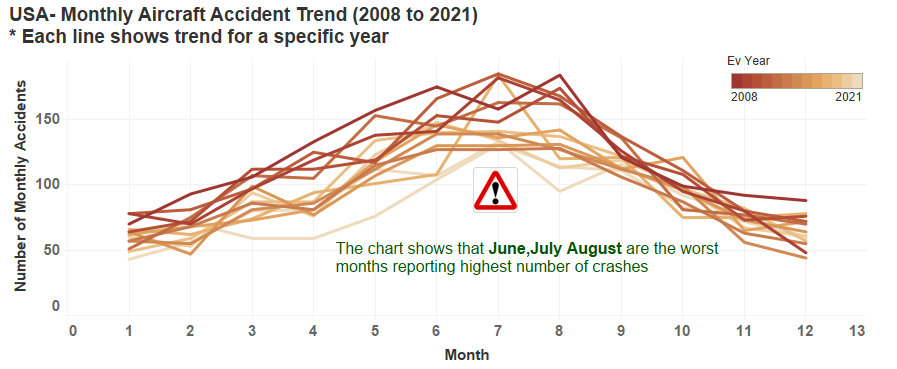 USA- Monthly Aircraft Accident Trend (2008 to 2021)
* Each line shows trend for a specific year
Ev Year
2008 2021
Number of Monthly Accidents
150
100
50
0
!
The chart shows that June,July August are the worst
months reporting highest number of crashes
0 1 2 3 4 5 6 7 8 9 10 11 12 13
Month